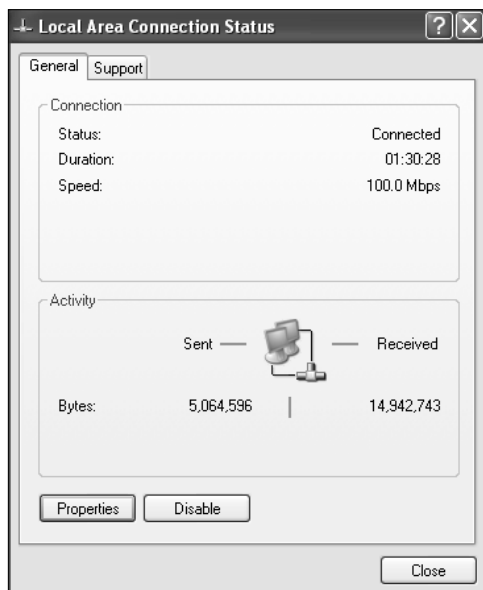 Local Area Connection Status
General Support
Connection
Status: Connected
Duration: 01:30:28
Speed: 100.0 Mbps
Activity
Sent Received
Bytes: 5,064,596 14,942,743
Properties Disable
Close